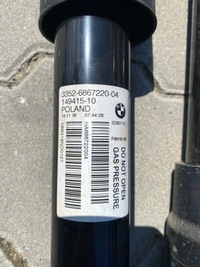 3352-6867220-04
149415-10
POLAND
14.11.16 07:44:26
DO NOT OPEN
GAS PRESSURE